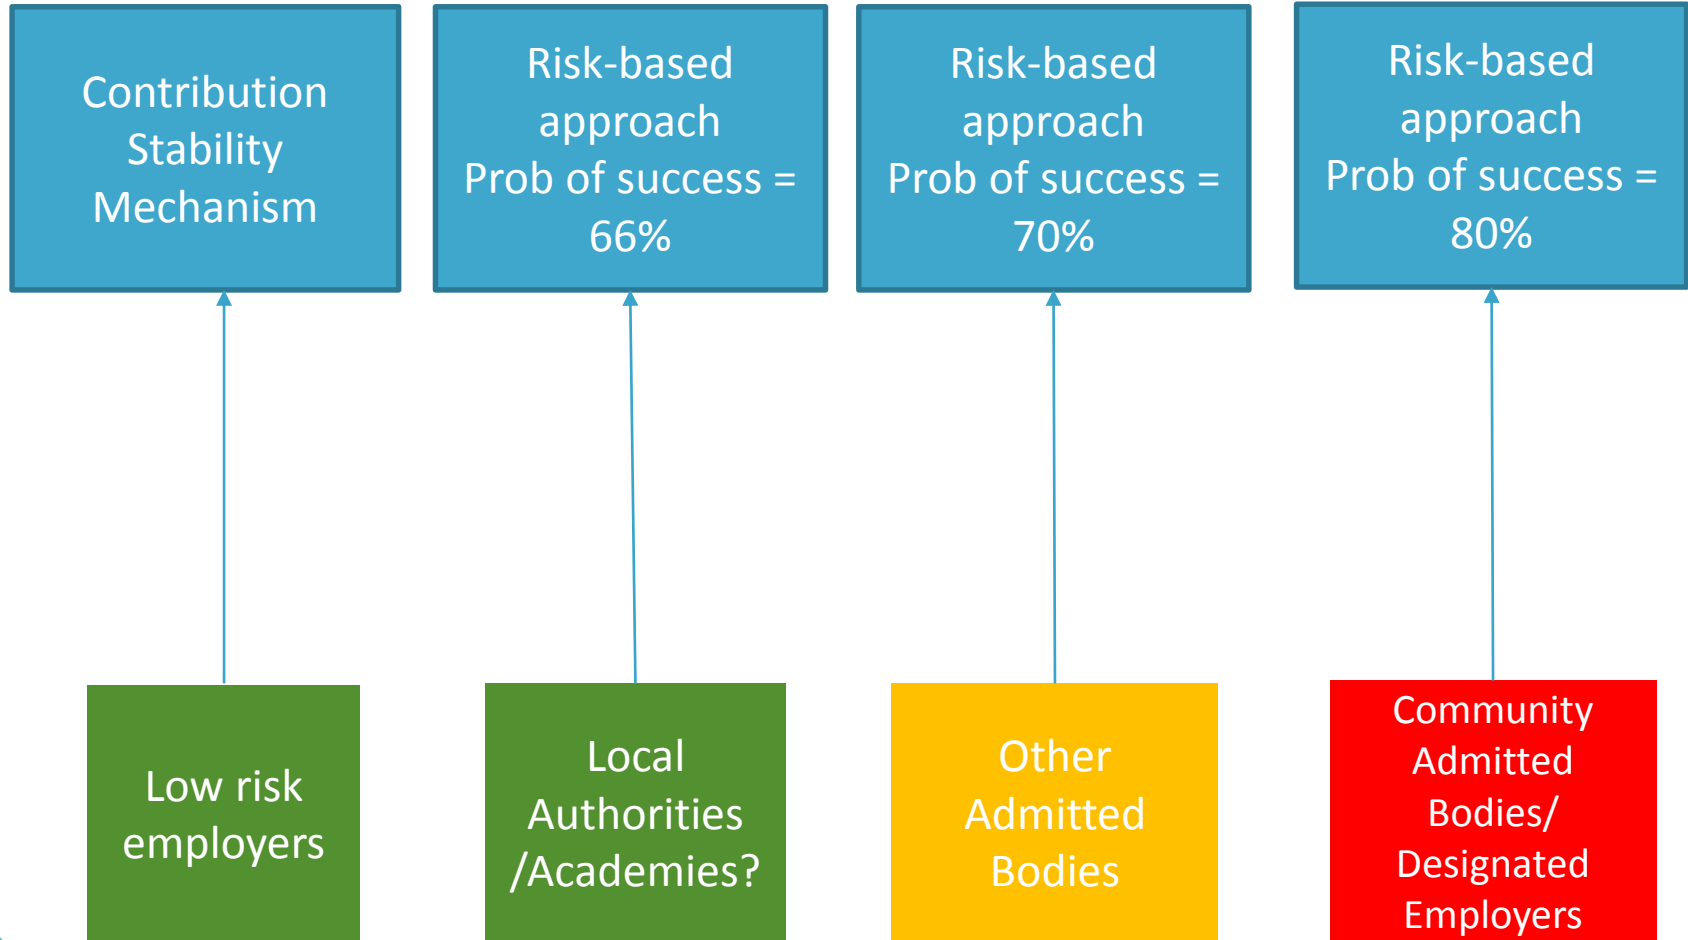 Contribution
Stability
Mechanism
Risk-based
approach
Prob of success =
66%
Risk-based
approach
Prob of success =
70%
Risk-based
approach
Prob of success =
80%
Low risk
employers
Local
Authorities
/Academies?
Other
Admitted
Bodies
Community
Admitted
Bodies/
Designated
Employers